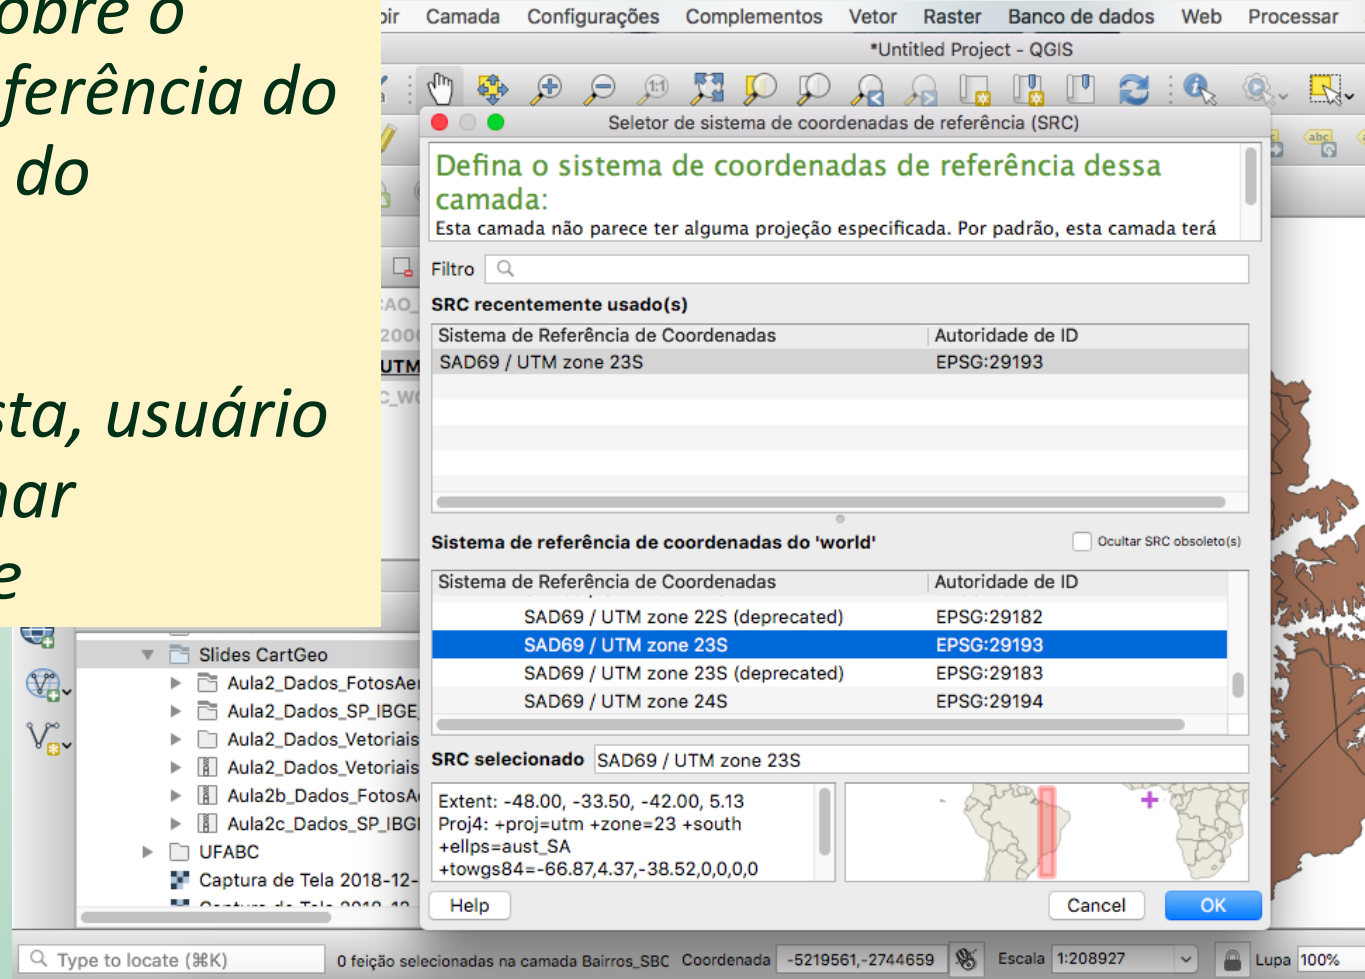 obre o
ferência do
do
sta, usuário
nar
e
Camada Configurações Complementos Vetor Raster Banco de dados Web Processar
*Untitled Project - QGIS
Seletor de sistema de coordenadas de referência (SRC)
Defina o sistema de coordenadas de referência dessa
camada:
Esta camada não parece ter alguma projeção especificada. Por padrão, esta camada terá
Filtro
SRC recentemente usado(s)
Sistema de Referência de Coordenadas Autoridade de ID
SAD69 / UTM zone 23S EPSG:29193
UTM
Sistema de referência de coordenadas do 'world' Ocultar SRC obsoleto(s)
Sistema de Referência de Coordenadas Autoridade de ID
SAD69 / UTM zone 22S (deprecated) EPSG:29182
SAD69 / UTM zone 23S EPSG:29193
SAD69 / UTM zone 23S (deprecated) EPSG:29183
SAD69 / UTM zone 24S EPSG:29194
SRC selecionado SAD69 / UTM zone 23S
Extent: -48.00, -33.50, -42.00, 5.13
Proj4: +proj=utm +zone=23 +south
+ellps=aust_SA
+towgs84=-66.87,4.37,-38.52,0,0,0,0
Help Cancel OK
Slides CartGeo
Aula2_Dados_FotosAer
Aula2_Dados_SP_IBGE_
Aula2_Dados_Vetoriais
Aula2_Dados_Vetoriais
Aula2b_Dados_FotosA
Aula2c_Dados_SP_IBG
UFABC
Captura de Tela 2018-12-
Type to locate (⌘K) 0 feição selecionadas na camada Bairros_SBC Coordenada -5219561,-2744659 Escala 1:208927 Lupa 100%